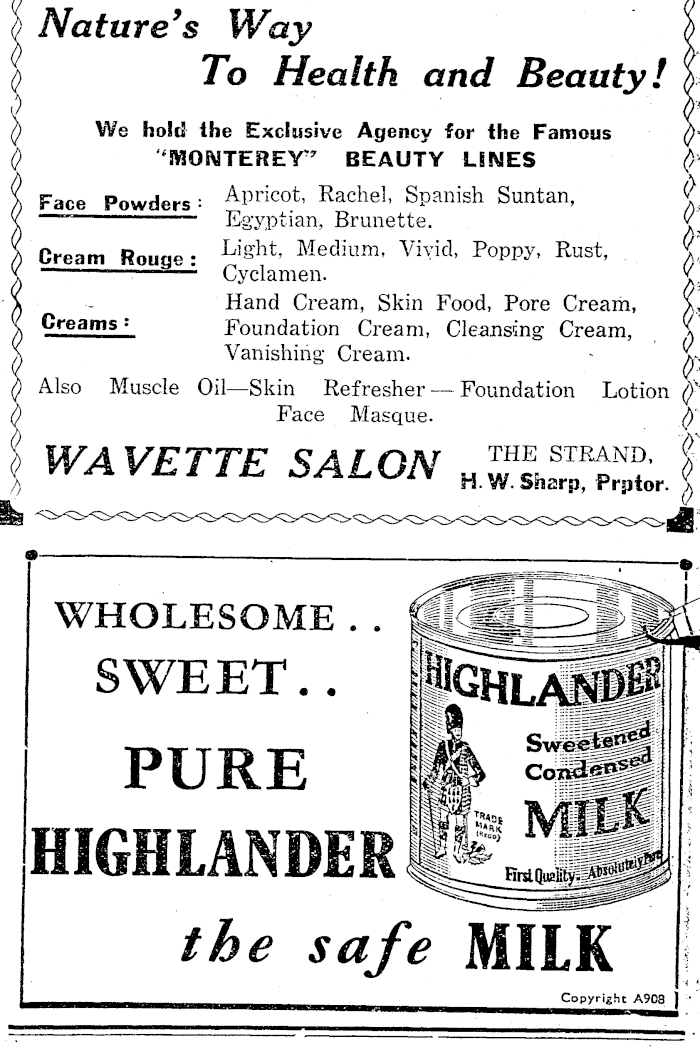 Nature's Way
To Health and Beauty!
We hold the Exclusive Agency for the Famous
"MONTEREY" BEAUTY LINES
Face Powders: Apricot, Rachel, Spanish Suntan,
Egyptian, Brunette.
Cream Rouge: Light, Medium, Vivid, Poppy, Rust,
Cyclamen.
Creams: Hand Cream, Skin Food, Pore Cream,
Foundation Cream, Cleansing Cream,
Vanishing Cream.
Also Muscle Oil—Skin Refresher—Foundation Lotion
Face Masque.
WAVETTE SALON
THE STRAND,
H. W. Sharp, Prptor.
WHOLESOME . .
SWEET . .
PURE
HIGHLANDER
the safe MILK
HIGHLANDER
Sweetened
Condensed
MILK
TRADE
MARK
(REGD)
First Quality. Absolutely Pure
Copyright A908